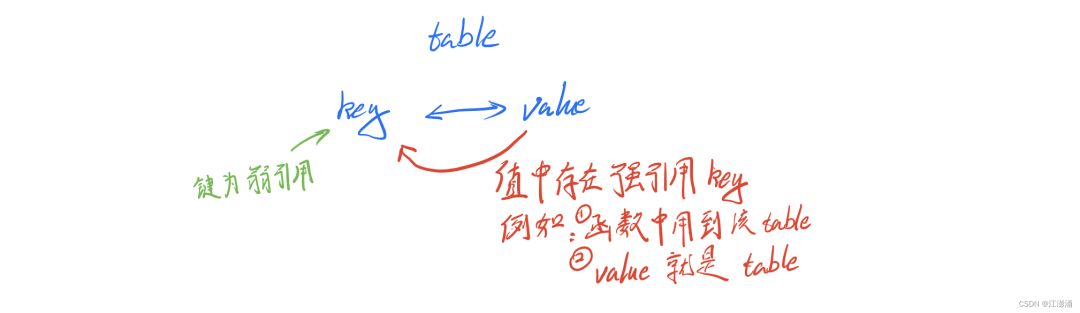 table
key
value
键为弱引用
值中存在强引用 key
例如:①函数中用到该 table
②value 就是 table
CSDN @江澎涌